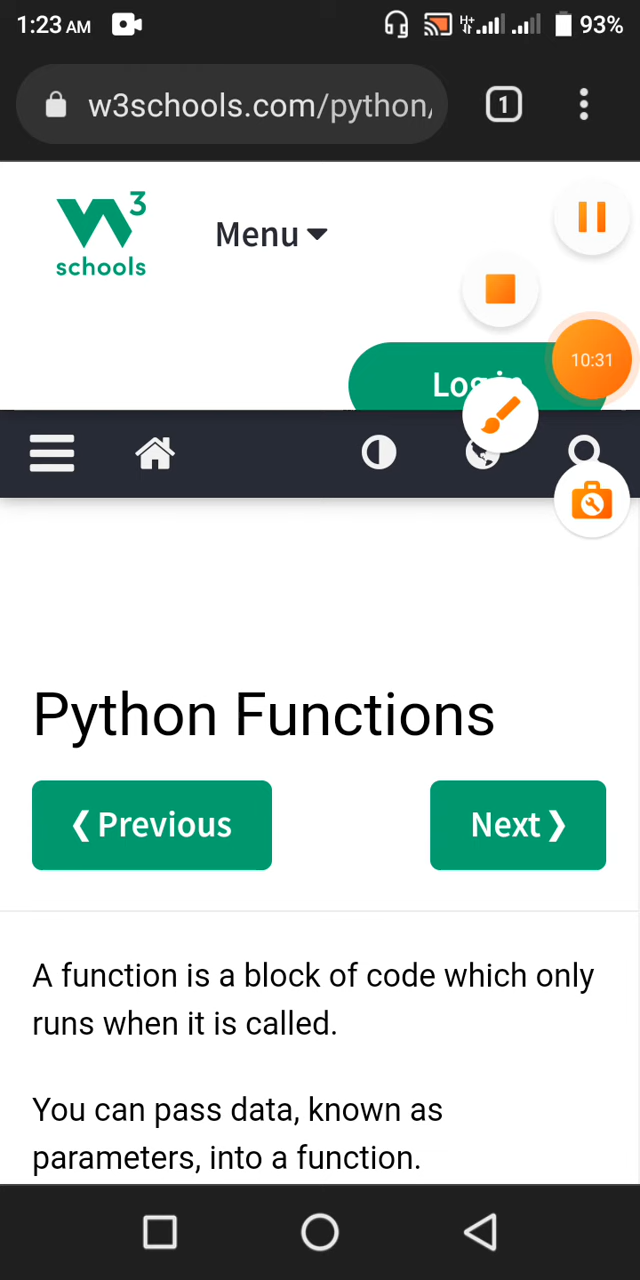 1:23 AM
H+
93%
w3schools.com/python/
1
3
schools
Menu
10:31
Python Functions
❮ Previous
Next ❯
A function is a block of code which only
runs when it is called.
You can pass data, known as
parameters, into a function.